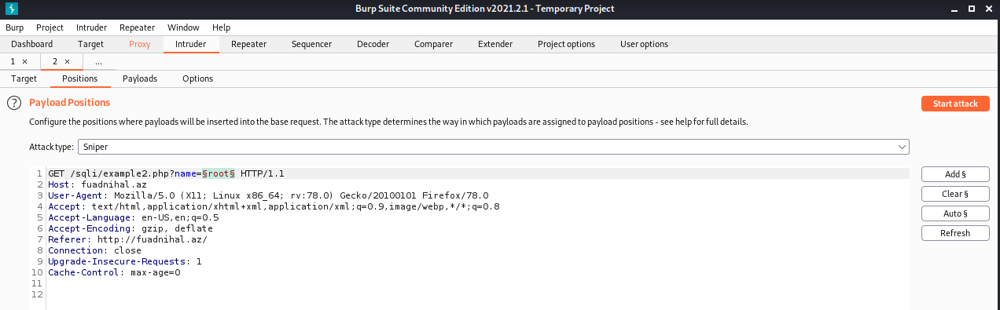 Burp Suite Community Edition v2021.2.1 - Temporary Project
Burp Project Intruder Repeater Window Help
Dashboard Target Proxy Intruder Repeater Sequencer Decoder Comparer Extender Project options User options
1 × 2 × ...
Target Positions Payloads Options
? Payload Positions
Start attack
Configure the positions where payloads will be inserted into the base request. The attack type determines the way in which payloads are assigned to payload positions - see help for full details.
Attack type: Sniper
1 GET /sqli/example2.php?name=§root§ HTTP/1.1
2 Host: fuadnihal.az
3 User-Agent: Mozilla/5.0 (X11; Linux x86_64; rv:78.0) Gecko/20100101 Firefox/78.0
4 Accept: text/html,application/xhtml+xml,application/xml;q=0.9,image/webp,*/*;q=0.8
5 Accept-Language: en-US,en;q=0.5
6 Accept-Encoding: gzip, deflate
7 Referer: http://fuadnihal.az/
8 Connection: close
9 Upgrade-Insecure-Requests: 1
10 Cache-Control: max-age=0
11
12
Add §
Clear §
Auto §
Refresh